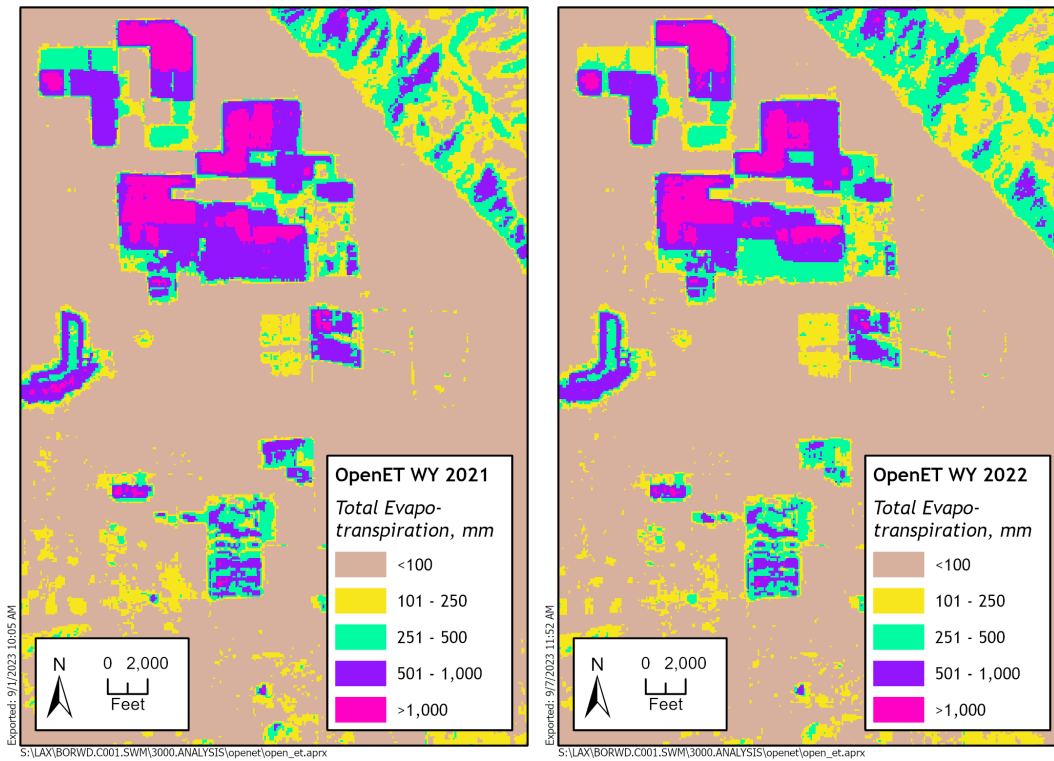 OpenET WY 2021
Total Evapo-
transpiration, mm
<100
101 - 250
251 - 500
501 - 1,000
>1,000
N
0 2,000
Feet
Exported: 9/1/2023 10:05 AM
S:\LAX\BORWD.C001.SWM\3000.ANALYSIS\openet\open_et.aprx
OpenET WY 2022
Total Evapo-
transpiration, mm
<100
101 - 250
251 - 500
501 - 1,000
>1,000
N
0 2,000
Feet
Exported: 9/7/2023 11:52 AM
S:\LAX\BORWD.C001.SWM\3000.ANALYSIS\openet\open_et.aprx